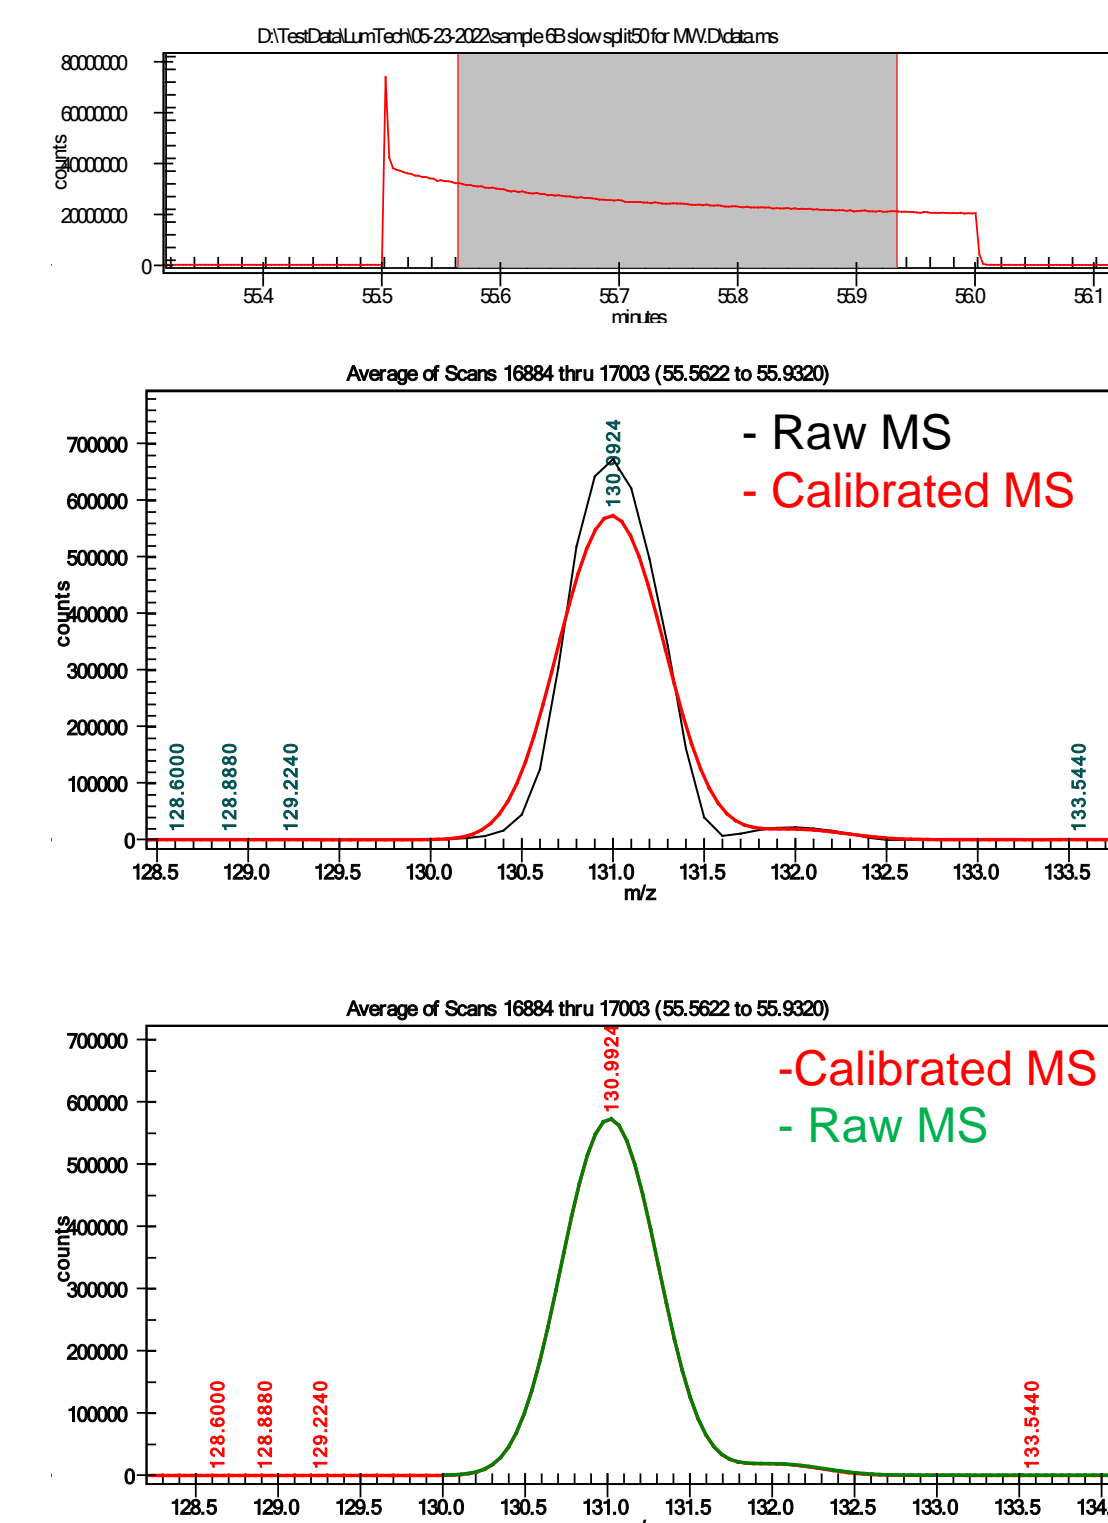 D:\TestData\LumTech\05-23-2022\sample 6B slow split50 for MW.D\data.ms
8000000
6000000
4000000
2000000
0
counts
55.4 55.5 55.6 55.7 55.8 55.9 56.0 56.1
minutes
Average of Scans 16884 thru 17003 (55.5622 to 55.9320)
- Raw MS
- Calibrated MS
700000
600000
500000
400000
300000
200000
100000
0
counts
130.9924
128.6000
128.8880
129.2240
133.5440
128.5 129.0 129.5 130.0 130.5 131.0 131.5 132.0 132.5 133.0 133.5
m/z
Average of Scans 16884 thru 17003 (55.5622 to 55.9320)
-Calibrated MS
- Raw MS
700000
600000
500000
400000
300000
200000
100000
0
counts
130.9924
128.6000
128.8880
129.2240
133.5440
128.5 129.0 129.5 130.0 130.5 131.0 131.5 132.0 132.5 133.0 133.5 134.